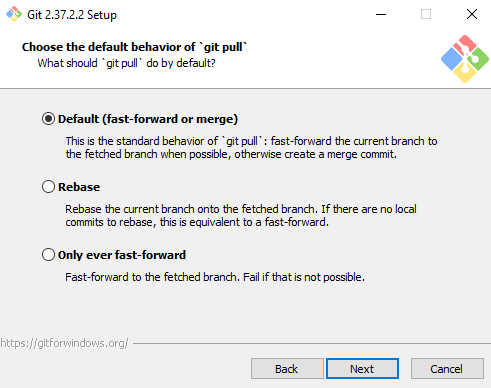 Git 2.37.2.2 Setup
Choose the default behavior of `git pull`
What should `git pull` do by default?
Default (fast-forward or merge)
This is the standard behavior of `git pull`: fast-forward the current branch to
the fetched branch when possible, otherwise create a merge commit.
Rebase
Rebase the current branch onto the fetched branch. If there are no local
commits to rebase, this is equivalent to a fast-forward.
Only ever fast-forward
Fast-forward to the fetched branch. Fail if that is not possible.
https://gitforwindows.org/
Back Next Cancel